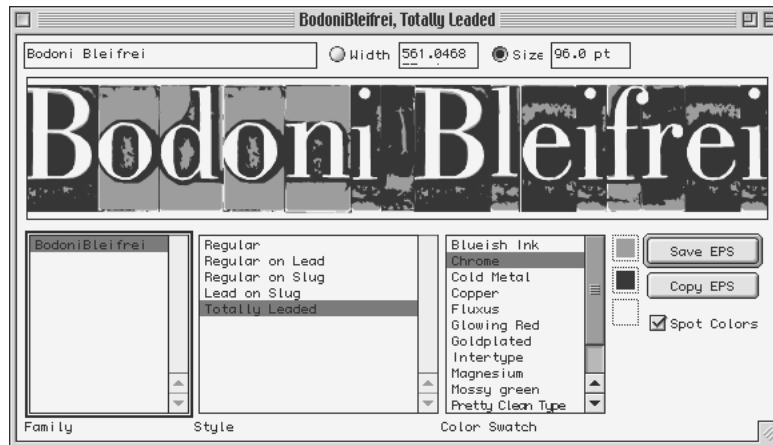 BodoniBleifrei, Totally Leaded
Bodoni Bleifrei Width 561.0468 Size 96.0 pt
Bodoni Bleifrei
BodoniBleifrei
Regular
Regular on Lead
Regular on Slug
Lead on Slug
Totally Leaded
Blueish Ink
Chrome
Cold Metal
Copper
Fluxus
Glowing Red
Goldplated
Intertype
Magnesium
Mossy green
Pretty Clean Type
Save EPS
Copy EPS
Spot Colors
Family Style Color Swatch